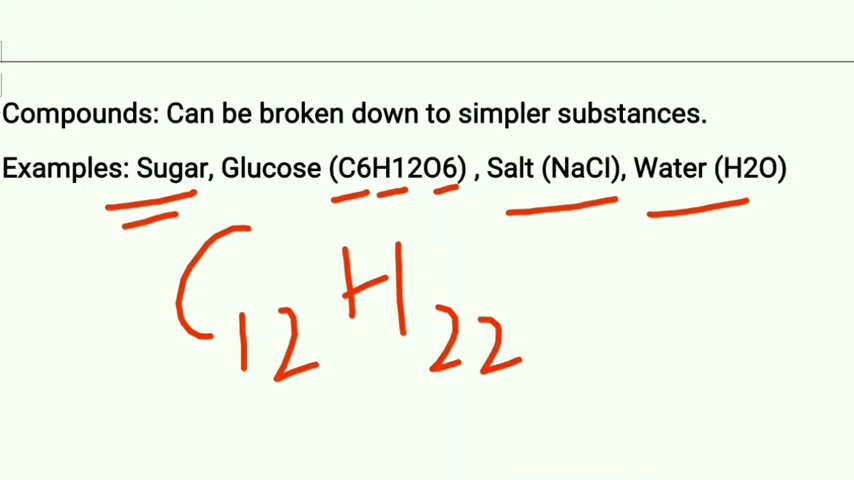 Compounds: Can be broken down to simpler substances.
Examples: Sugar, Glucose (C6H12O6) , Salt (NaCl), Water (H2O)
C12H22